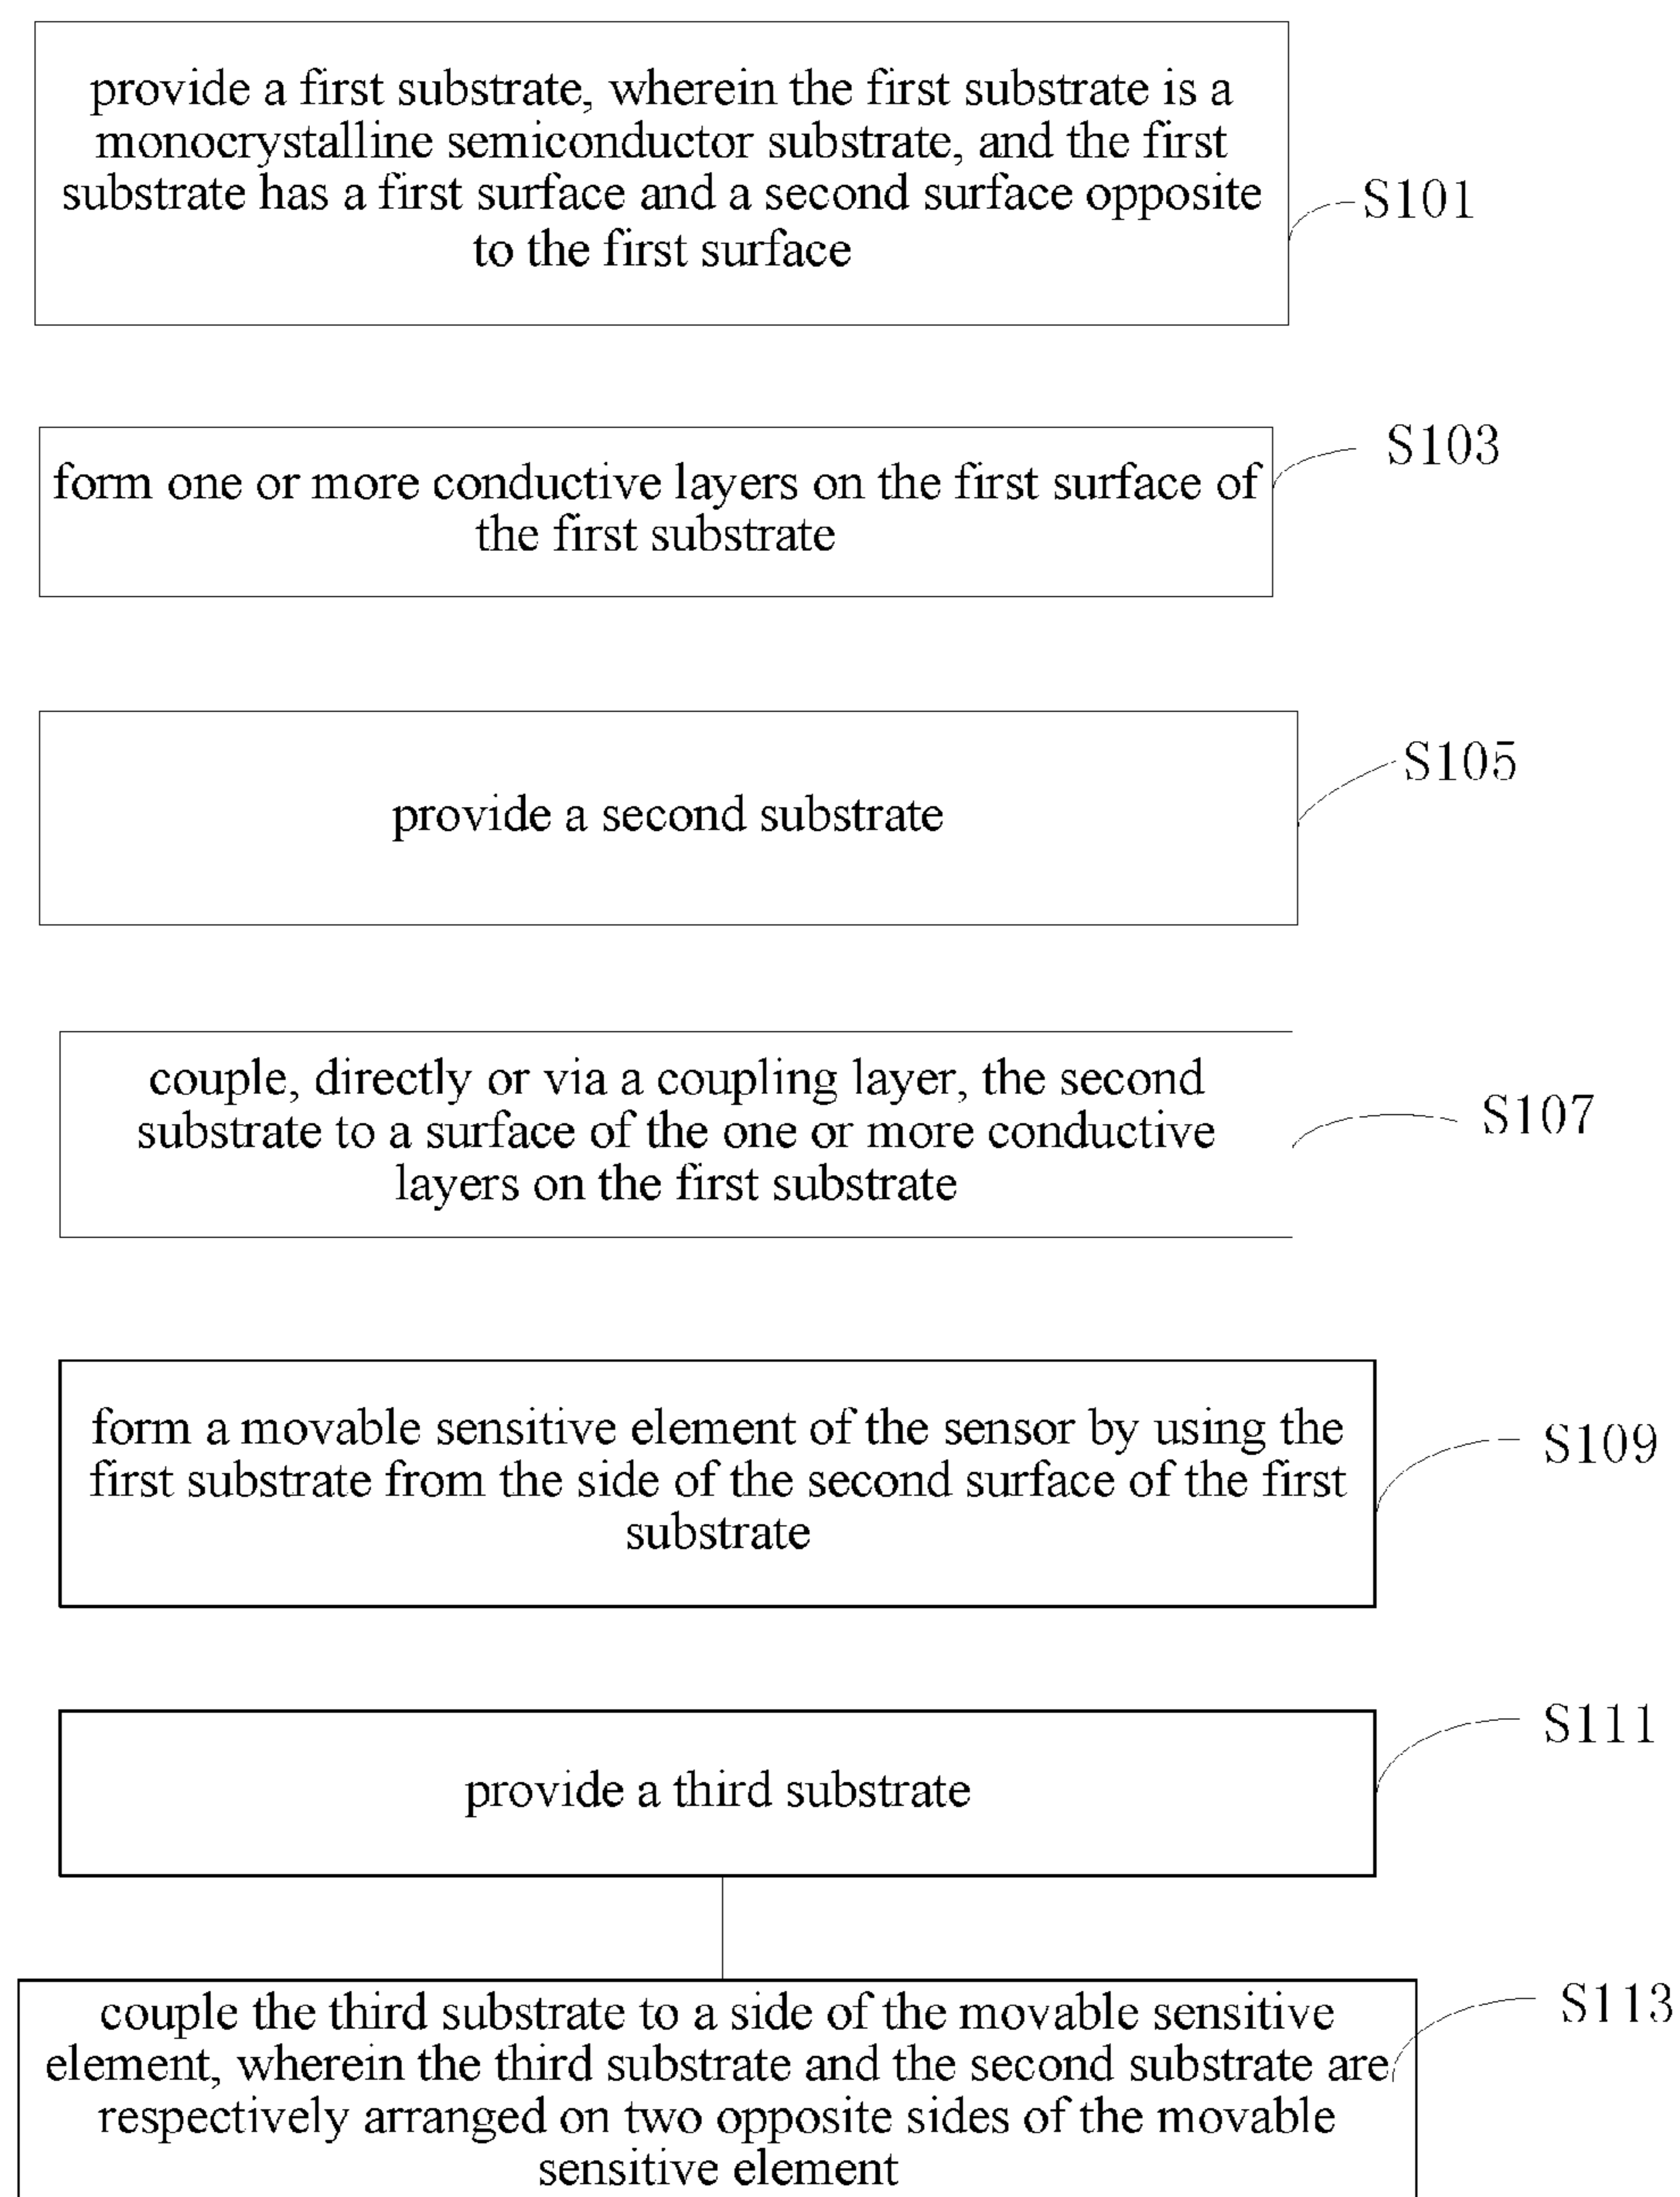 provide a first substrate, wherein the first substrate is a
monocrystalline semiconductor substrate, and the first
substrate has a first surface and a second surface opposite
to the first surface
S101
S103
form one or more conductive layers on the first surface of
the first substrate
S105
provide a second substrate
couple, directly or via a coupling layer, the second
substrate to a surface of the one or more conductive
layers on the first substrate
S107
form a movable sensitive element of the sensor by using the
first substrate from the side of the second surface of the first
substrate
S109
S111
provide a third substrate
couple the third substrate to a side of the movable sensitive
element, wherein the third substrate and the second substrate are
respectively arranged on two opposite sides of the movable
sensitive element
S113